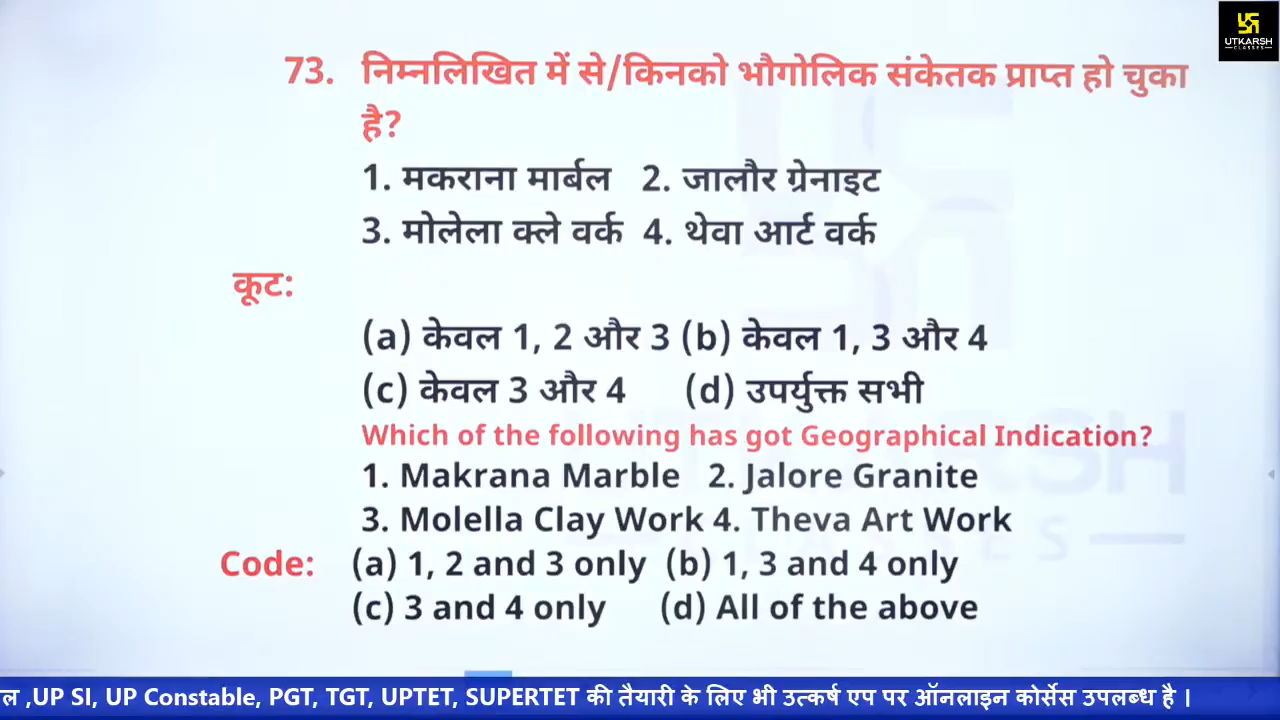 UTKARSH
CLASSES
73. निम्नलिखित में से/किनको भौगोलिक संकेतक प्राप्त हो चुका
है?
1. मकराना मार्बल 2. जालौर ग्रेनाइट
3. मोलेला क्ले वर्क 4. थेवा आर्ट वर्क
कूट:
(a) केवल 1, 2 और 3 (b) केवल 1, 3 और 4
(c) केवल 3 और 4 (d) उपर्युक्त सभी
Which of the following has got Geographical Indication?
1. Makrana Marble 2. Jalore Granite
3. Molella Clay Work 4. Theva Art Work
Code: (a) 1, 2 and 3 only (b) 1, 3 and 4 only
(c) 3 and 4 only (d) All of the above
UTKARSH
CLASSES
ल ,UP SI, UP Constable, PGT, TGT, UPTET, SUPERTET की तैयारी के लिए भी उत्कर्ष एप पर ऑनलाइन कोर्सेस उपलब्ध है |